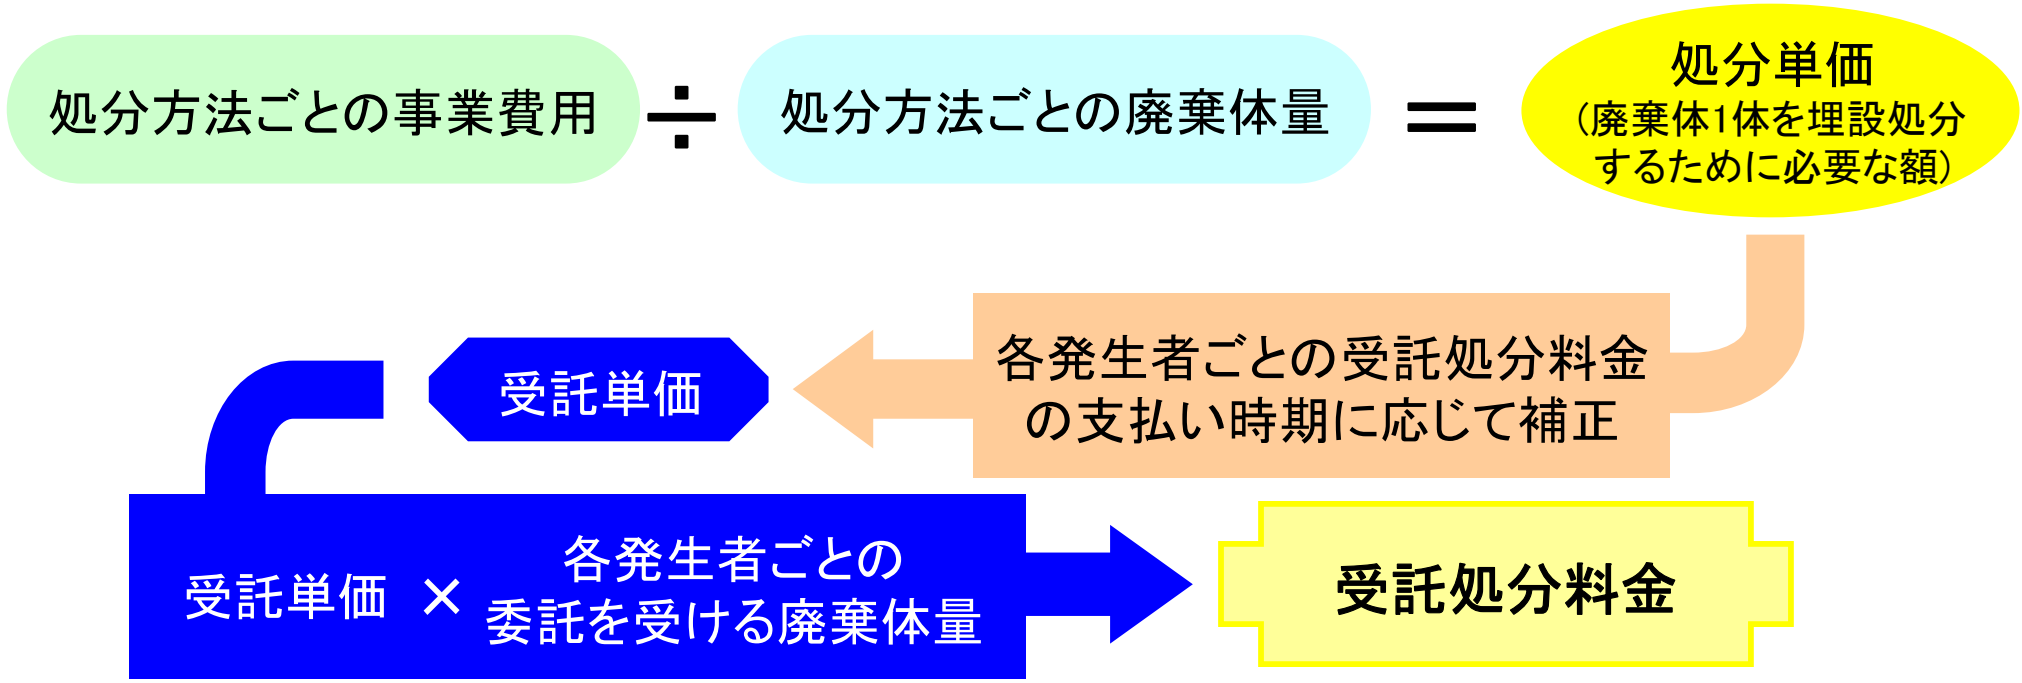 処分方法ごとの事業費用 ÷ 処分方法ごとの廃棄体量 ＝ 処分単価
（廃棄体1体を埋設処分
するために必要な額）
各発生者ごとの受託処分料金
の支払い時期に応じて補正
受託単価
受託単価 × 各発生者ごとの
委託を受ける廃棄体量
受託処分料金